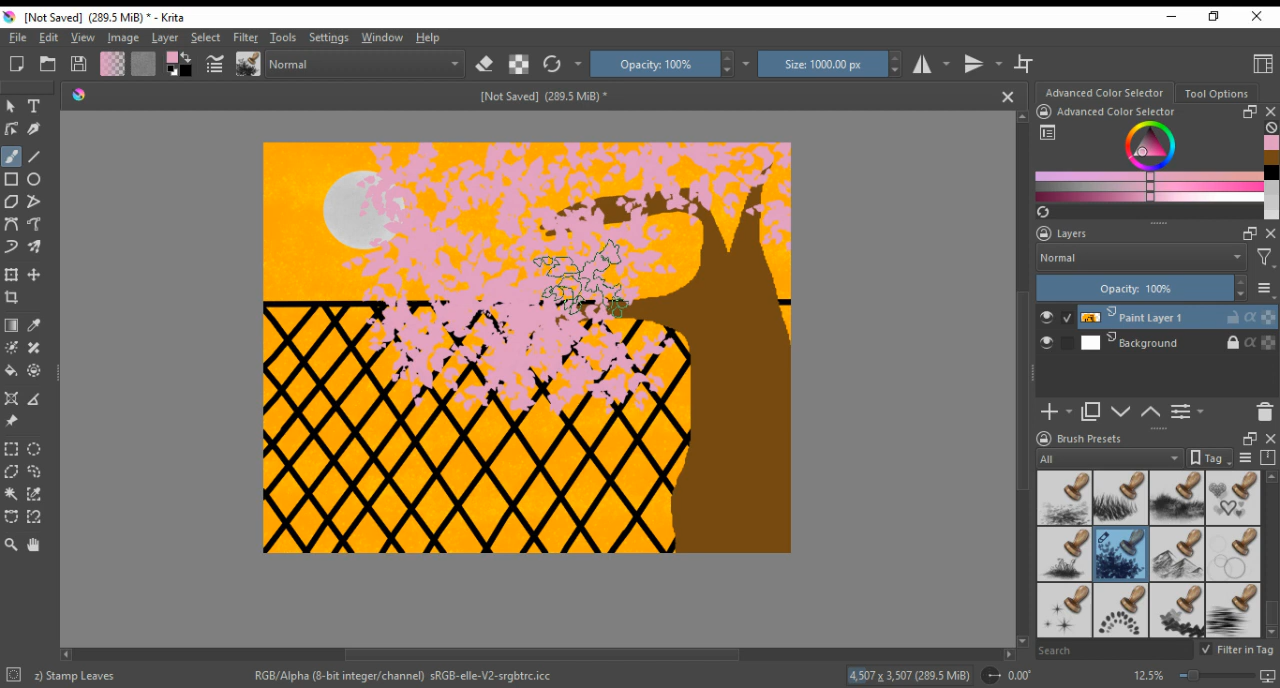 [Not Saved]  (289.5 MiB) * - Krita
File Edit View Image Layer Select Filter Tools Settings Window Help
Normal
Opacity: 100%
Size: 1000.00 px
[Not Saved]  (289.5 MiB) *
Advanced Color Selector
Tool Options
Advanced Color Selector
Layers
Normal
Opacity:  100%
Paint Layer 1
Background
Brush Presets
All
Tag
Search
Filter in Tag
z) Stamp Leaves
RGB/Alpha (8-bit integer/channel)  sRGB-elle-V2-srgbtrc.icc
4,507 x 3,507 (289.5 MiB)
0.00°
12.5%